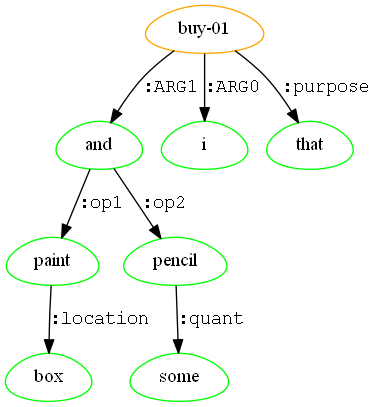 buy-01
:ARG1 :ARG0 :purpose
and i that
:op1 :op2
paint pencil
:location :quant
box some